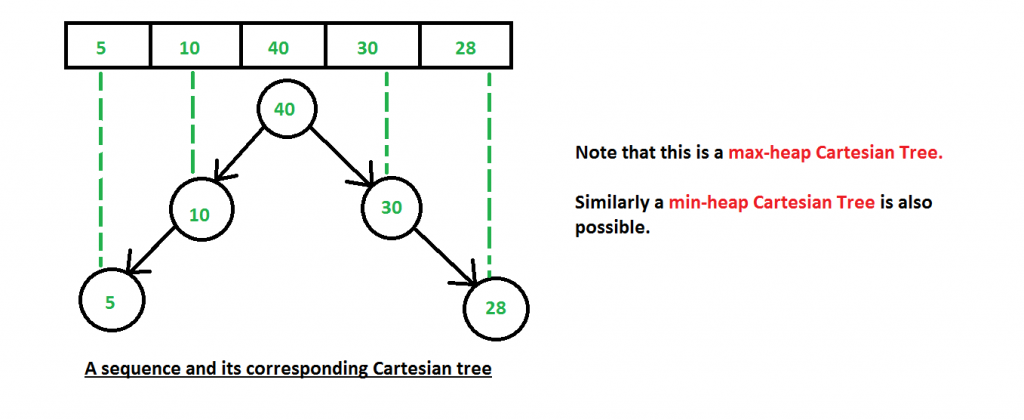 5 10 40 30 28
40
10 30
5 28
A sequence and its corresponding Cartesian tree
Note that this is a max-heap Cartesian Tree.
Similarly a min-heap Cartesian Tree is also
possible.